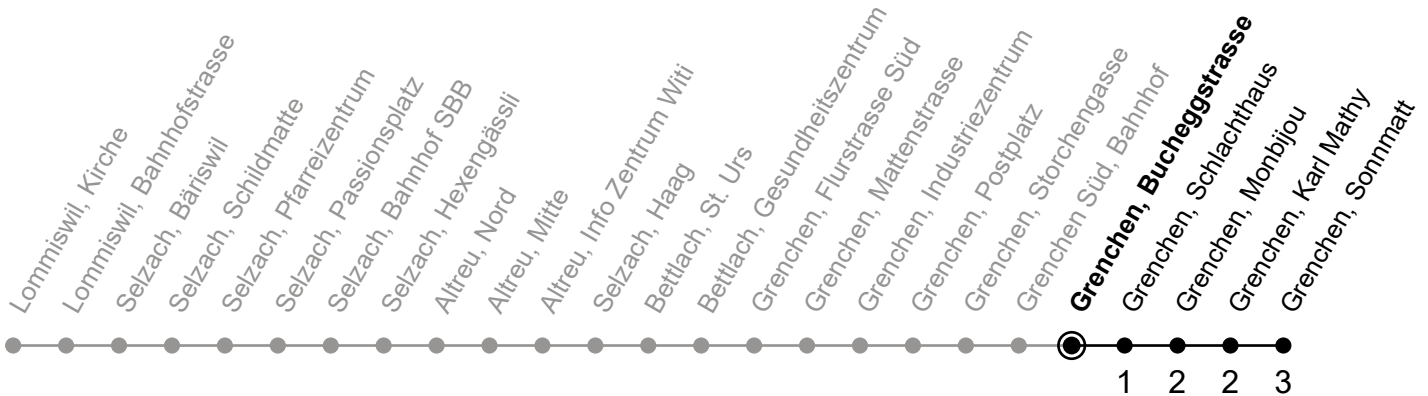 Lommiswil, Kirche
Lommiswil, Bahnhofstrasse
Selzach, Bäriswil
Selzach, Schildmatte
Selzach, Pfarreizentrum
Selzach, Passionsplatz
Selzach, Bahnhof SBB
Selzach, Hexengässli
Altreu, Nord
Altreu, Mitte
Altreu, Info Zentrum Witi
Selzach, Haag
Bettlach, St. Urs
Bettlach, Gesundheitszentrum
Grenchen, Flurstrasse Süd
Grenchen, Mattenstrasse
Grenchen, Industriezentrum
Grenchen, Postplatz
Grenchen, Storchengasse
Grenchen Süd, Bahnhof
Grenchen, Bucheggstrasse
Grenchen, Schlachthaus
Grenchen, Monbijou
Grenchen, Karl Mathy
Grenchen, Sonnmatt
1 2 2 3